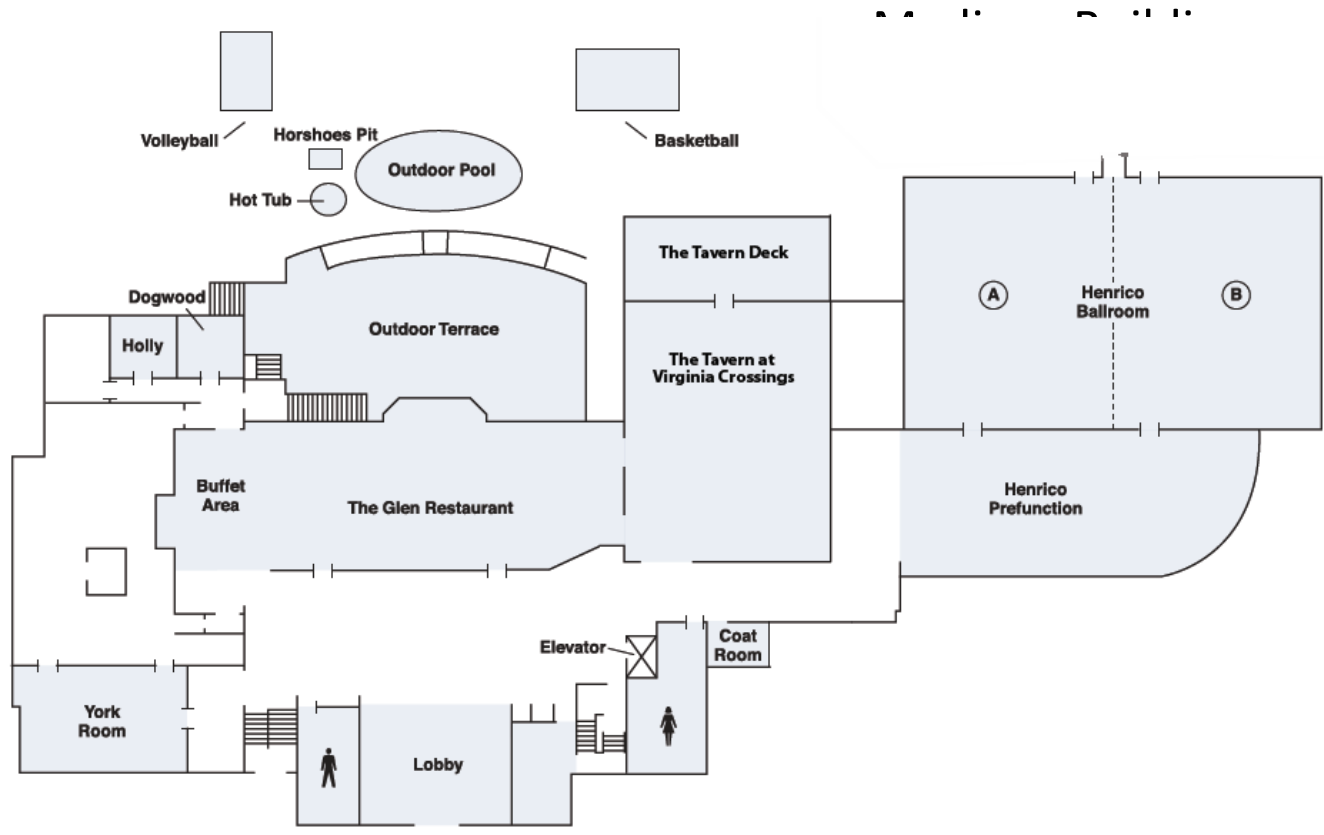 Volleyball
Horshoes Pit
Basketball
Outdoor Pool
Hot Tub
The Tavern Deck
Dogwood
A
Henrico
Ballroom
B
Outdoor Terrace
Holly
The Tavern at
Virginia Crossings
Buffet
Area
The Glen Restaurant
Henrico
Prefunction
Elevator
Coat
Room
York
Room
Lobby